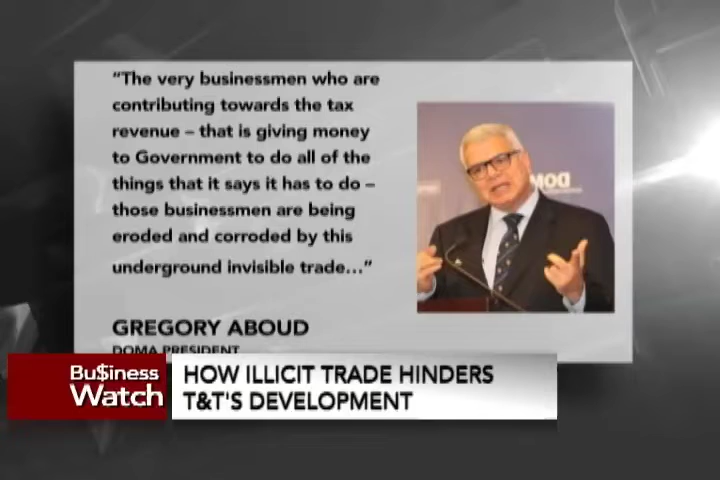 “The very businessmen who are
contributing towards the tax
revenue – that is giving money
to Government to do all of the
things that it says it has to do –
those businessmen are being
eroded and corroded by this
underground invisible trade...”
GREGORY ABOUD
DOMA PRESIDENT
Bu$iness
Watch
HOW ILLICIT TRADE HINDERS
T&T'S DEVELOPMENT